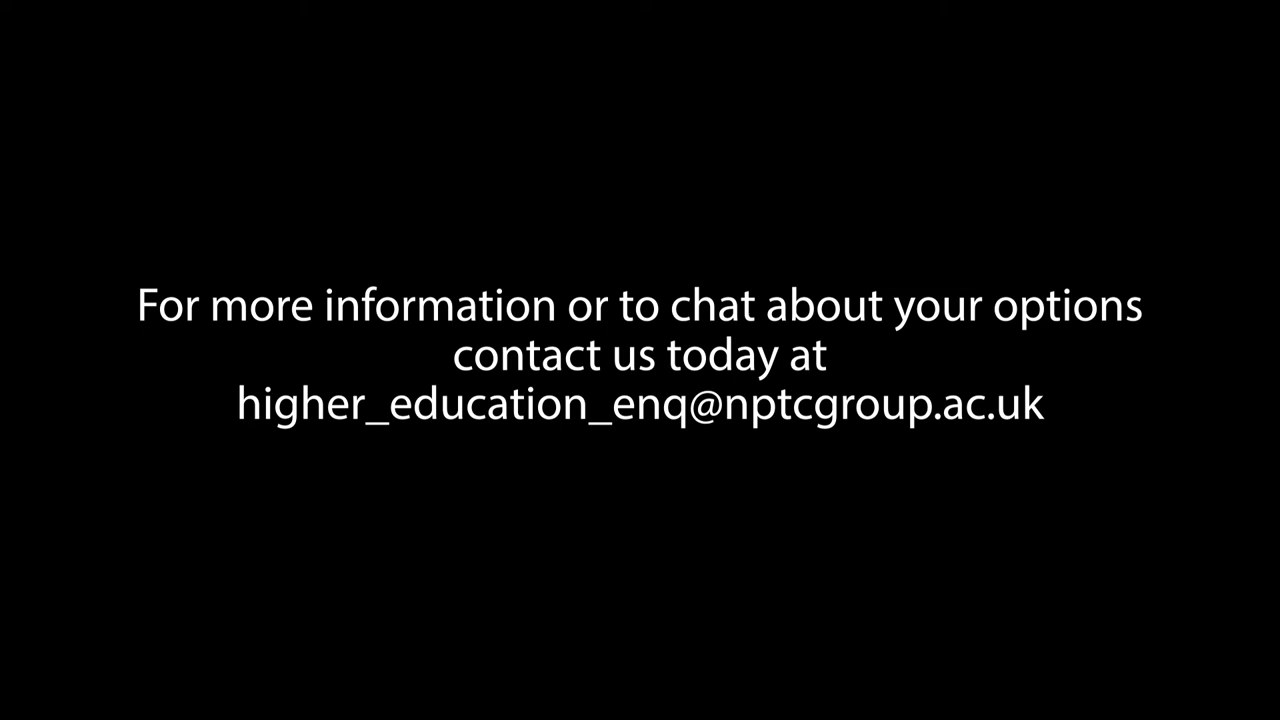 For more information or to chat about your options
contact us today at
higher_education_enq@nptcgroup.ac.uk